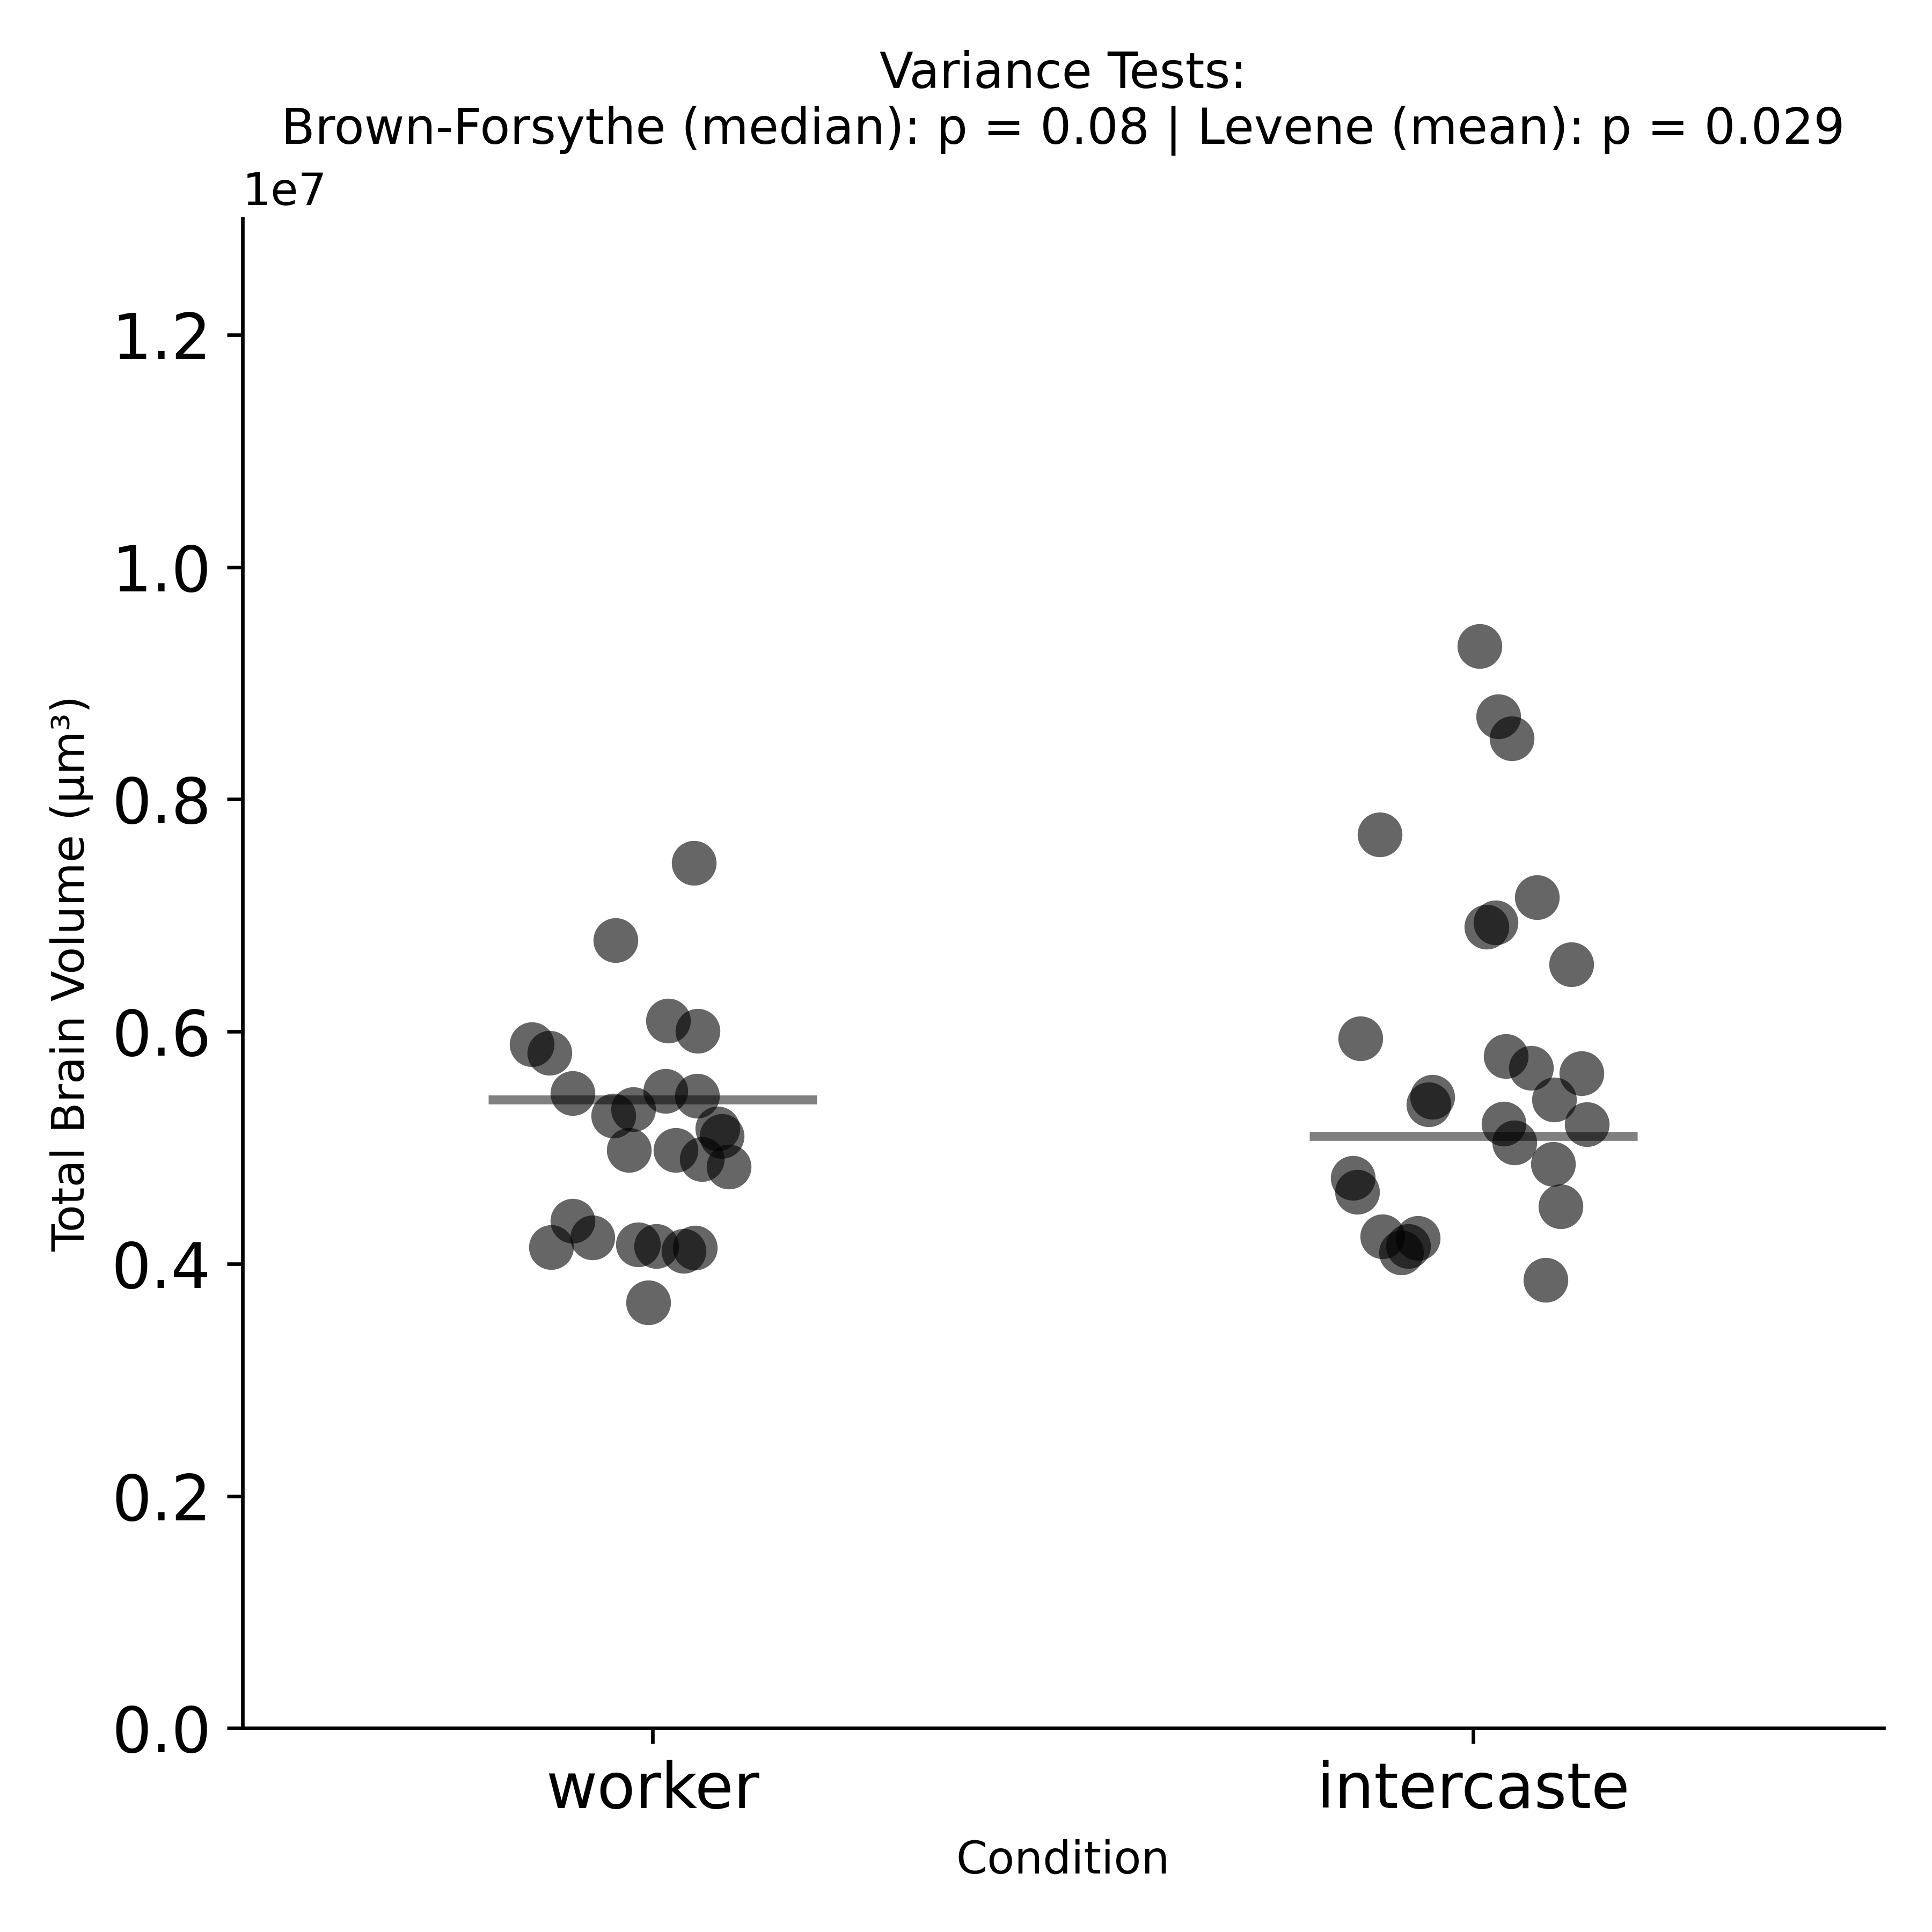 Variance Tests:
Brown-Forsythe (median): p = 0.08 | Levene (mean): p = 0.029
1e7
1.2
1.0
0.8
0.6
0.4
0.2
0.0
Total Brain Volume (µm³)
worker
intercaste
Condition